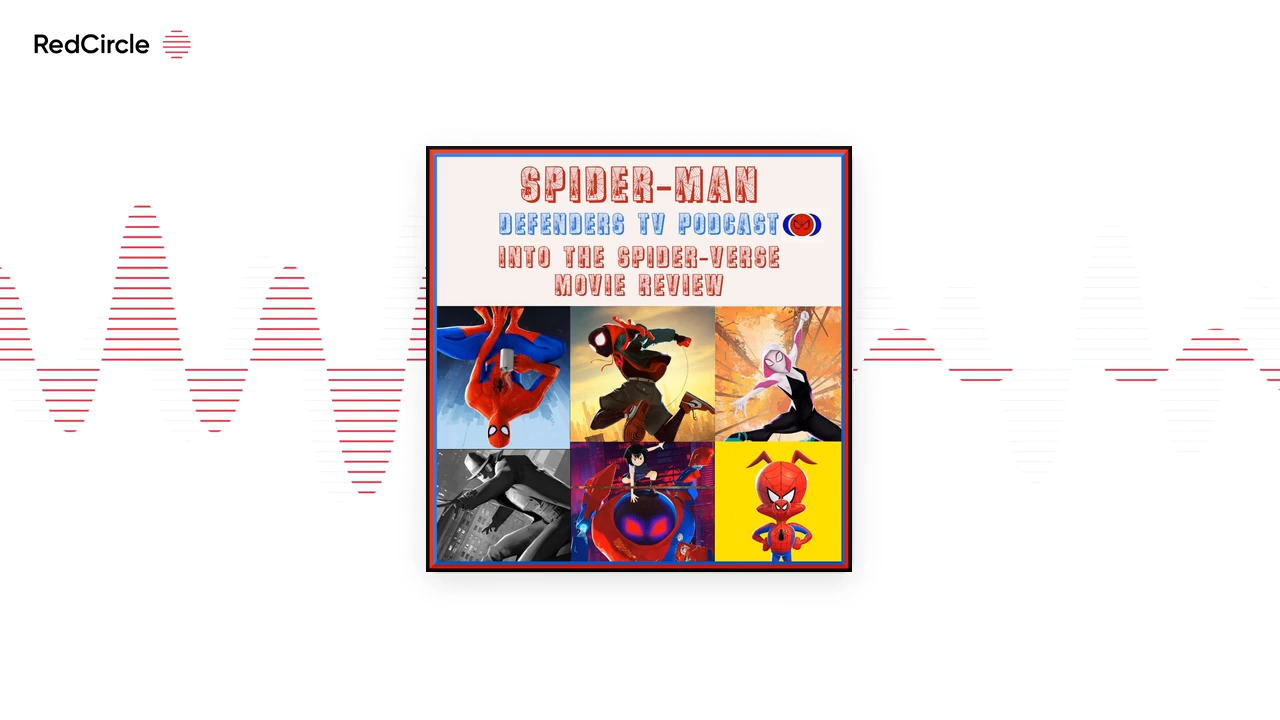 RedCircle
SPIDER-MAN
DEFENDERS TV PODCAST
INTO THE SPIDER-VERSE
MOVIE REVIEW